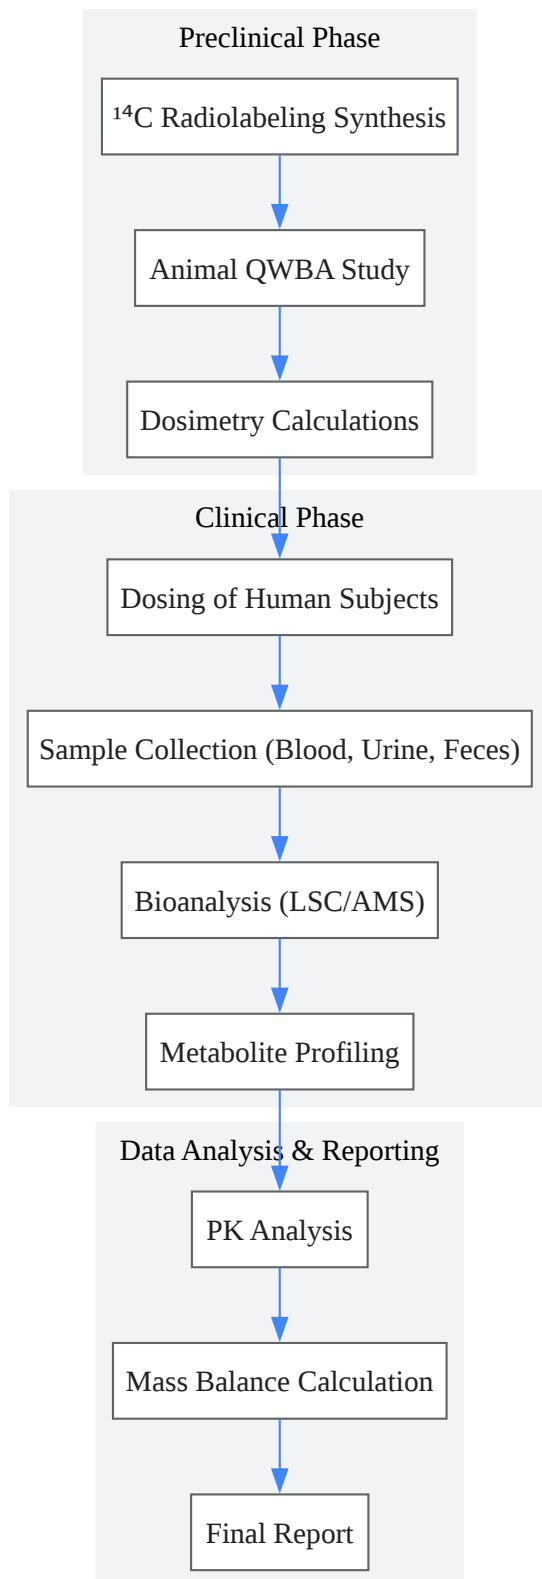 Preclinical Phase
¹⁴C Radiolabeling Synthesis
Animal QWBA Study
Dosimetry Calculations
Clinical Phase
Dosing of Human Subjects
Sample Collection (Blood, Urine, Feces)
Bioanalysis (LSC/AMS)
Metabolite Profiling
Data Analysis & Reporting
PK Analysis
Mass Balance Calculation
Final Report